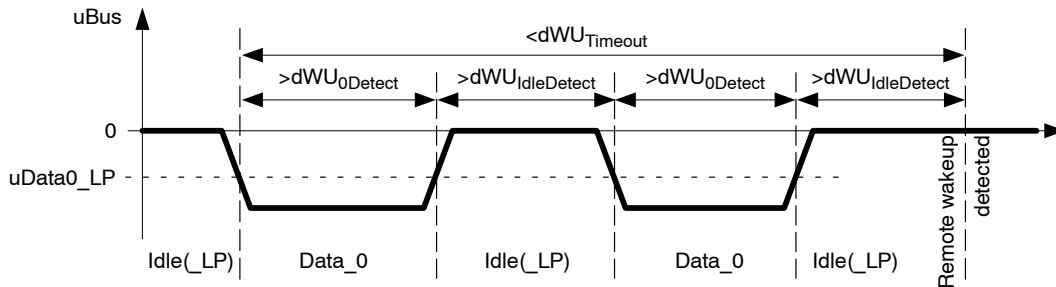 uBus
<dWUTimeout
>dWU0Detect >dWUIdleDetect >dWU0Detect >dWUIdleDetect
0
uData0_LP
Idle(_LP) Data_0 Idle(_LP) Data_0 Idle(_LP)
Remote wakeup
detected